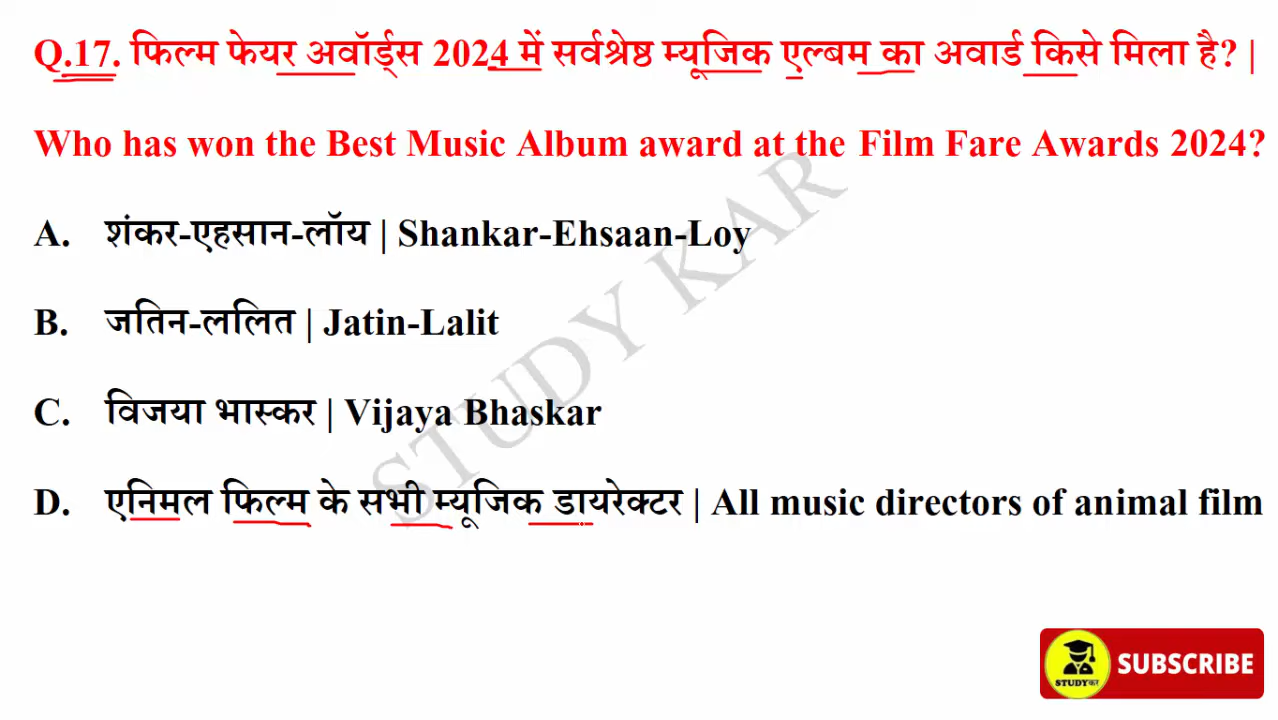 Q.17. फिल्म फेयर अवॉर्ड्स 2024 में सर्वश्रेष्ठ म्यूजिक एल्बम का अवार्ड किसे मिला है? |
Who has won the Best Music Album award at the Film Fare Awards 2024?
A. शंकर-एहसान-लॉय | Shankar-Ehsaan-Loy
B. जतिन-ललित | Jatin-Lalit
C. विजया भास्कर | Vijaya Bhaskar
D. एनिमल फिल्म के सभी म्यूजिक डायरेक्टर | All music directors of animal film
STUDY KAR
STUDYकर
SUBSCRIBE